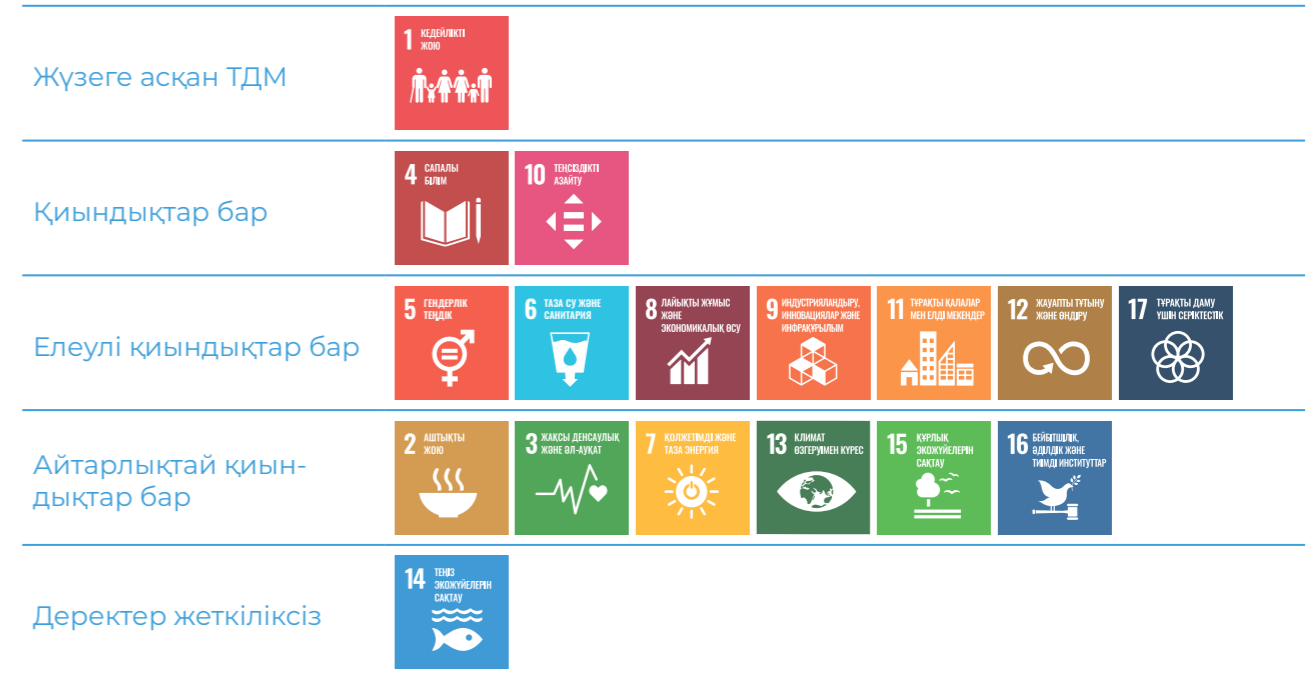 Жүзеге асқан ТДМ
1 КЕДЕЙЛІКТІ
ЖОЮ
Қиындықтар бар
4 САПАЛЫ
БІЛІМ
10 ТЕҢСІЗДІКТІ
АЗАЙТУ
Елеулі қиындықтар бар
5 ГЕНДЕРЛІК
ТЕҢДІК
6 ТАЗА СУ ЖӘНЕ
САНИТАРИЯ
8 ЛАЙЫҚТЫ ЖҰМЫС
ЖӘНЕ
ЭКОНОМИКАЛЫҚ ӨСУ
9 ИНДУСТРИЯЛАНДЫРУ,
ИННОВАЦИЯЛАР ЖӘНЕ
ИНФРАҚҰРЫЛЫМ
11 ТҰРАҚТЫ ҚАЛАЛАР
МЕН ЕЛДІ МЕКЕНДЕР
12 ЖАУАПТЫ ТҰТЫНУ
ЖӘНЕ ӨНДІРУ
17 ТҰРАҚТЫ ДАМУ
ҮШІН СЕРІКТЕСТІК
Айтарлықтай қиын-
дықтар бар
2 АШТЫҚТЫ
ЖОЮ
3 ЖАҚСЫ ДЕНСАУЛЫҚ
ЖӘНЕ ӘЛ-АУҚАТ
7 ҚОЛЖЕТІМДІ ЖӘНЕ
ТАЗА ЭНЕРГИЯ
13 КЛИМАТ
ӨЗГЕРУІМЕН КҮРЕС
15 ҚҰРЛЫҚ
ЭКОЖҮЙЕЛЕРІН
САҚТАУ
16 БЕЙБІТШІЛІК,
ӘДІЛДІК ЖӘНЕ
ТИІМДІ ИНСТИТУТТАР
Деректер жеткіліксіз
14 ТЕҢІЗ
ЭКОЖҮЙЕЛЕРІН
САҚТАУ